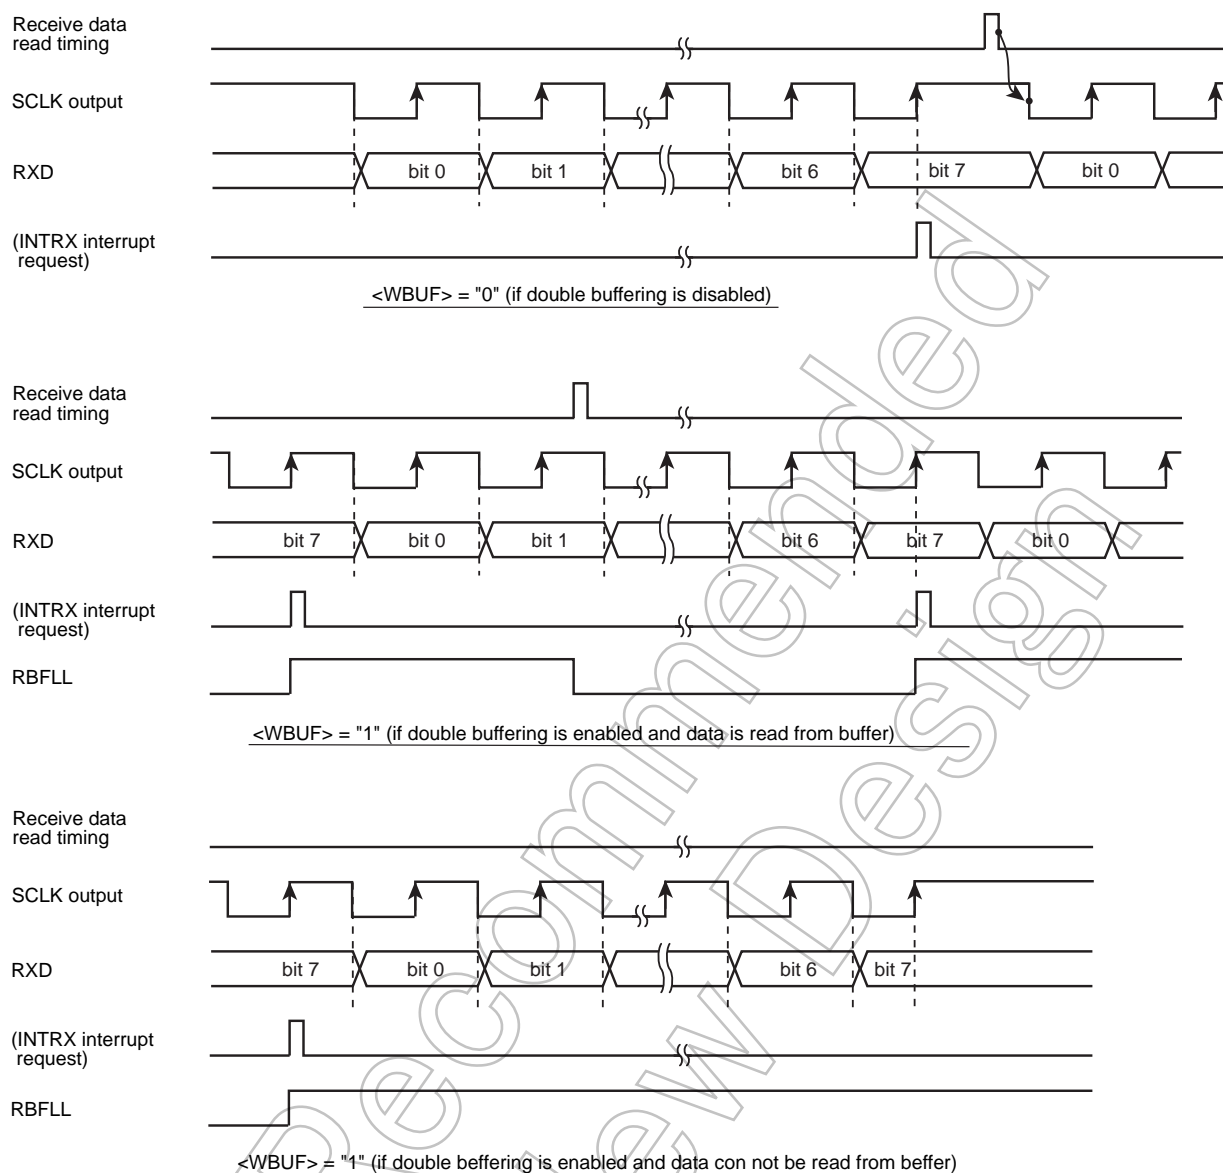 Receive data
read timing
SCLK output
RXD
bit 0
bit 1
bit 6
bit 7
bit 0
(INTRX interrupt
request)
<WBUF> = "0" (if double buffering is disabled)
Receive data
read timing
SCLK output
RXD
bit 7
bit 0
bit 1
bit 6
bit 7
bit 0
(INTRX interrupt
request)
RBFLL
<WBUF> = "1" (if double buffering is enabled and data is read from buffer)
Receive data
read timing
SCLK output
RXD
bit 7
bit 0
bit 1
bit 6
bit 7
(INTRX interrupt
request)
RBFLL
<WBUF> = "1" (if double beffering is enabled and data con not be read from beffer)
Recommended
ew Design